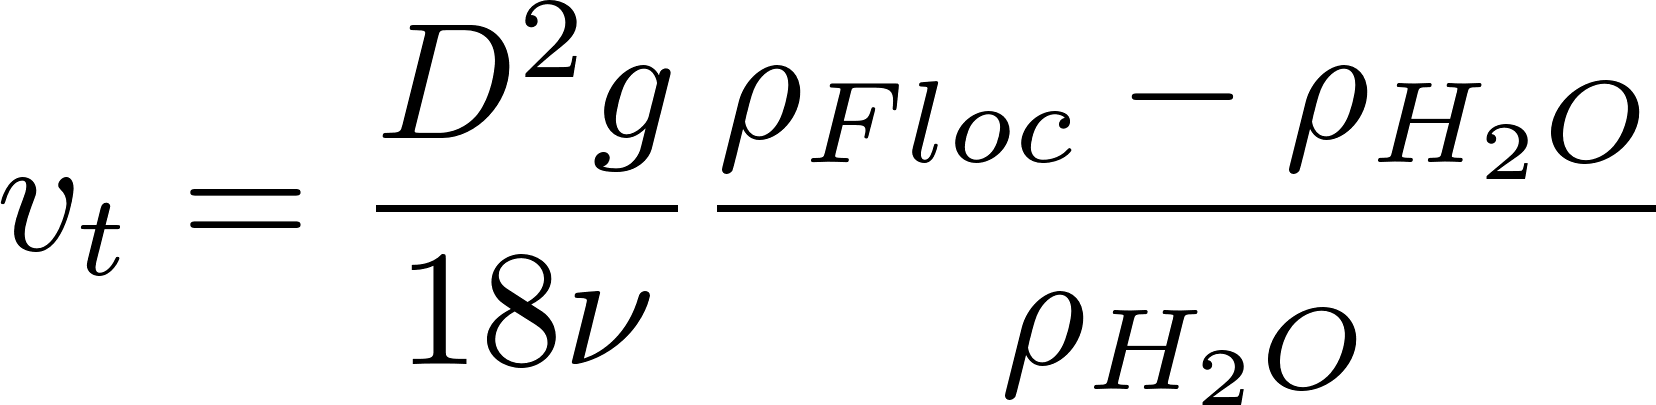 v_t = \frac{D^2 g}{18\nu} \frac{\rho_{Floc} - \rho_{H_2O}}{\rho_{H_2O}}